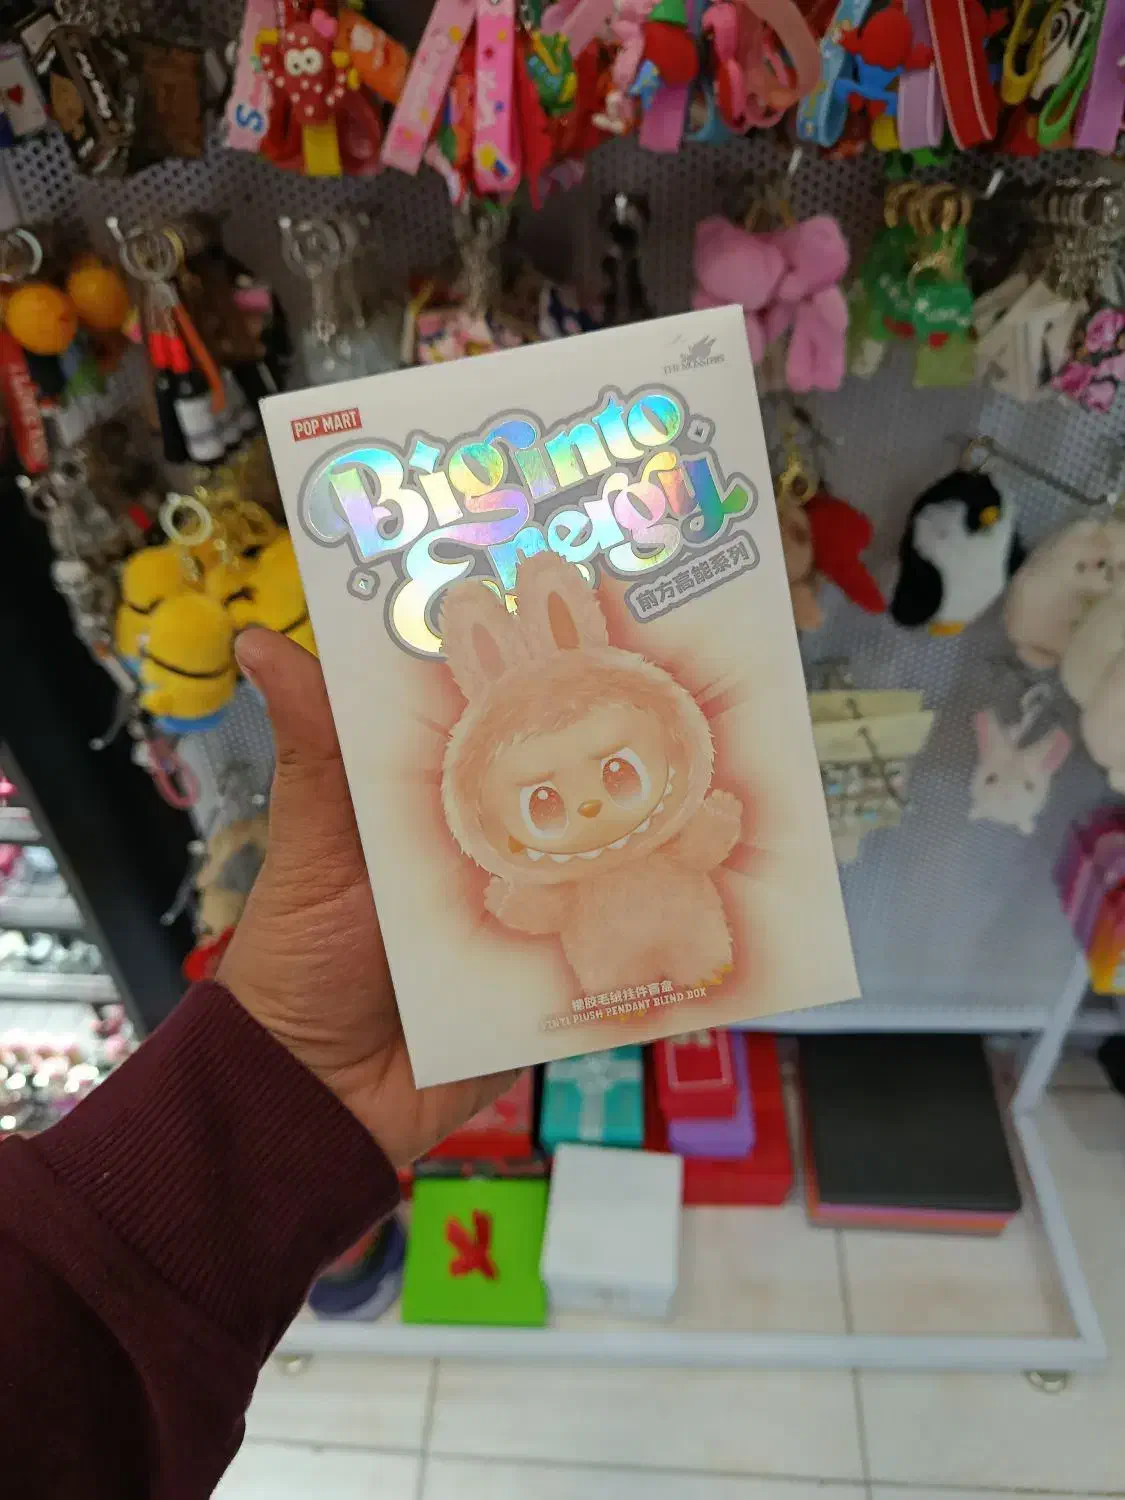 POP MART
THE MONSTERS
Big into
Energy
前方高能系列
搪胶毛绒挂件盲盒
VINYL PLUSH PENDANT BLIND BOX